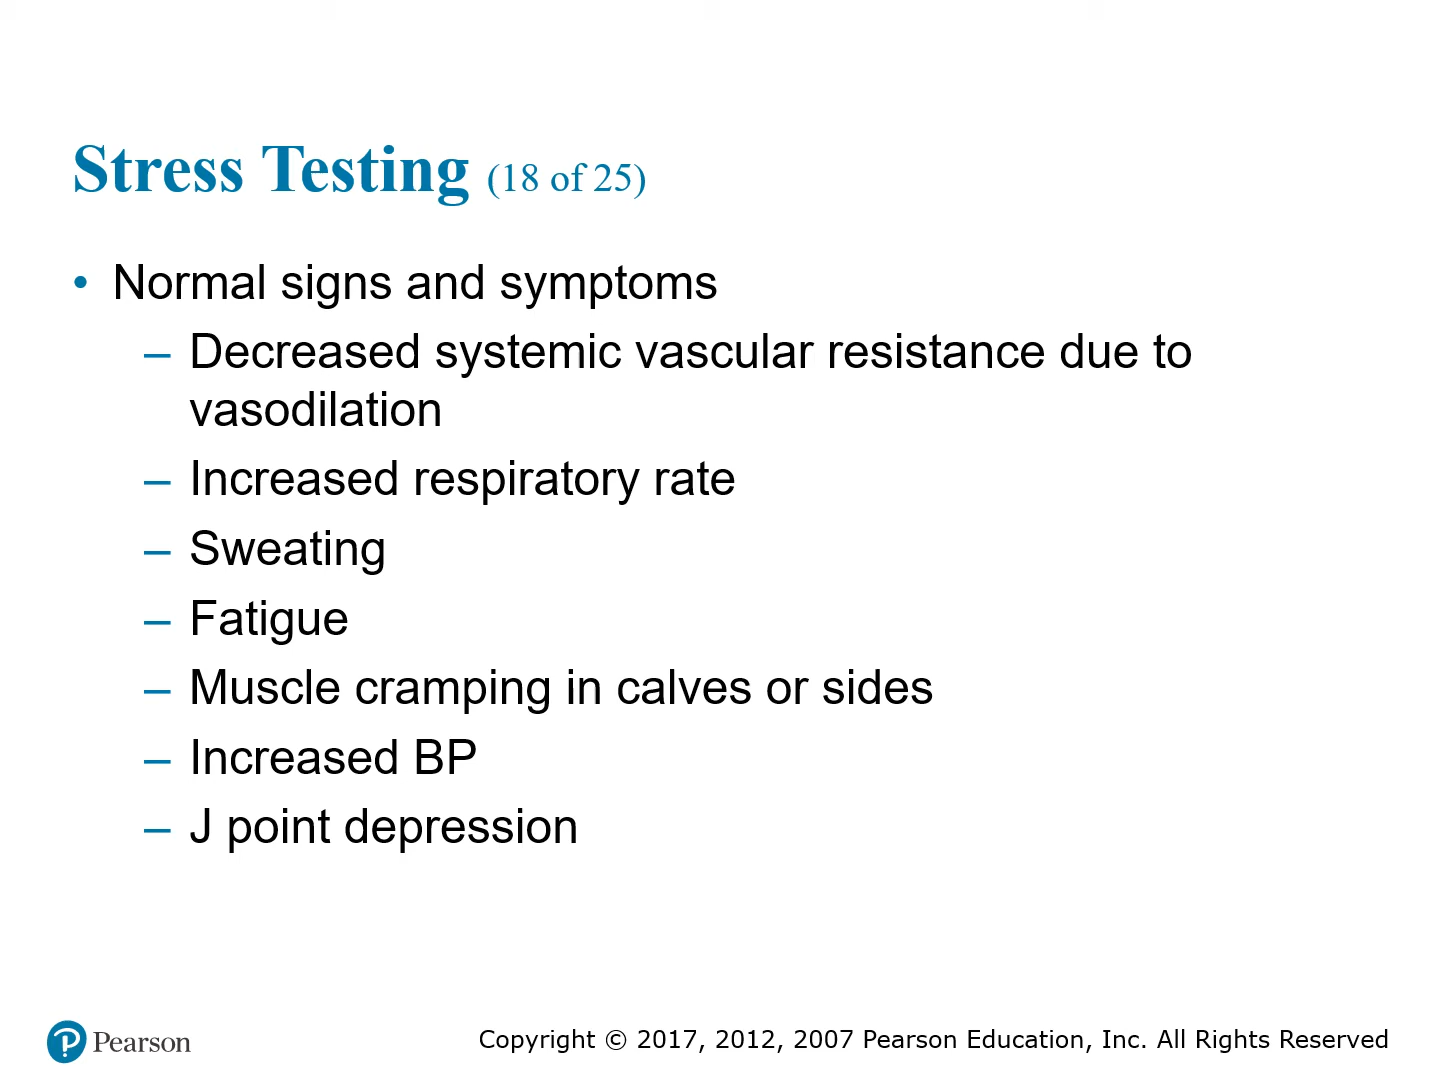 Stress Testing (18 of 25)
• Normal signs and symptoms
– Decreased systemic vascular resistance due to
vasodilation
– Increased respiratory rate
– Sweating
– Fatigue
– Muscle cramping in calves or sides
– Increased BP
– J point depression
Pearson
Copyright © 2017, 2012, 2007 Pearson Education, Inc. All Rights Reserved